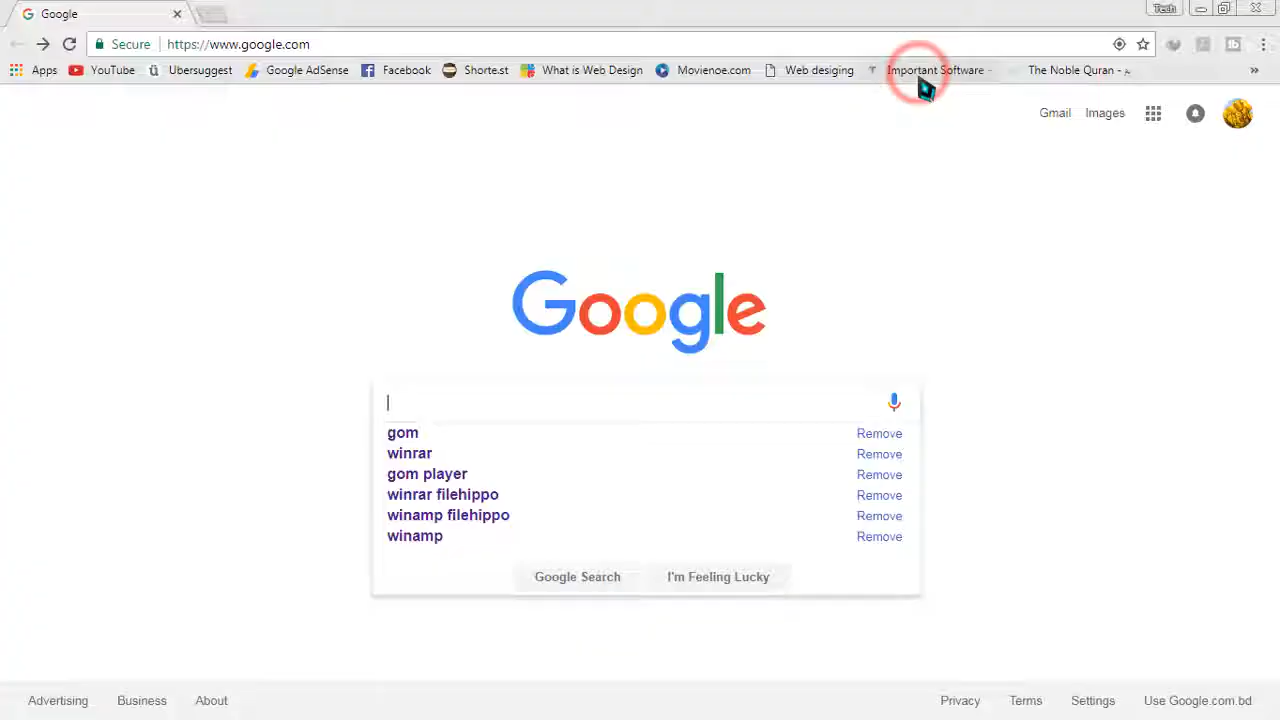 Google
Tech
Secure https://www.google.com
Apps YouTube Ubersuggest Google AdSense Facebook Shorte.st What is Web Design Movienoe.com Web desiging Important Software - The Noble Quran -
Gmail Images
Google
gom Remove
winrar Remove
gom player Remove
winrar filehippo Remove
winamp filehippo Remove
winamp Remove
Google Search I'm Feeling Lucky
Advertising Business About Privacy Terms Settings Use Google.com.bd